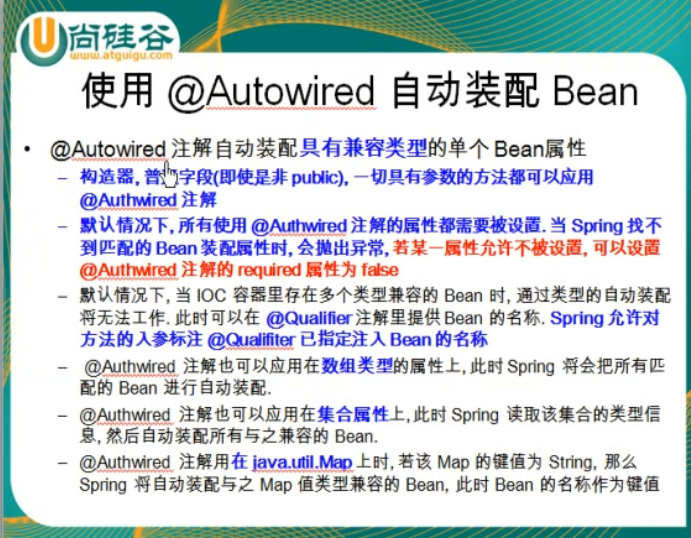 尚硅谷
www.atguigu.com
使用 @Autowired 自动装配 Bean
• @Autowired 注解自动装配具有兼容类型的单个 Bean属性
– 构造器, 普通字段(即使是非 public), 一切具有参数的方法都可以应用
@Authwired 注解
– 默认情况下, 所有使用 @Authwired 注解的属性都需要被设置. 当 Spring 找不
到匹配的 Bean 装配属性时, 会抛出异常, 若某一属性允许不被设置, 可以设置
@Authwired 注解的 required 属性为 false
– 默认情况下, 当 IOC 容器里存在多个类型兼容的 Bean 时, 通过类型的自动装配
将无法工作. 此时可以在 @Qualifier 注解里提供 Bean 的名称. Spring 允许对
方法的入参标注 @Qualifiter 已指定注入 Bean 的名称
– @Authwired 注解也可以应用在数组类型的属性上, 此时 Spring 将会把所有匹
配的 Bean 进行自动装配.
– @Authwired 注解也可以应用在集合属性上, 此时 Spring 读取该集合的类型信
息, 然后自动装配所有与之兼容的 Bean.
– @Authwired 注解用在 java.util.Map 上时, 若该 Map 的键值为 String, 那么
Spring 将自动装配与之 Map 值类型兼容的 Bean, 此时 Bean 的名称作为键值